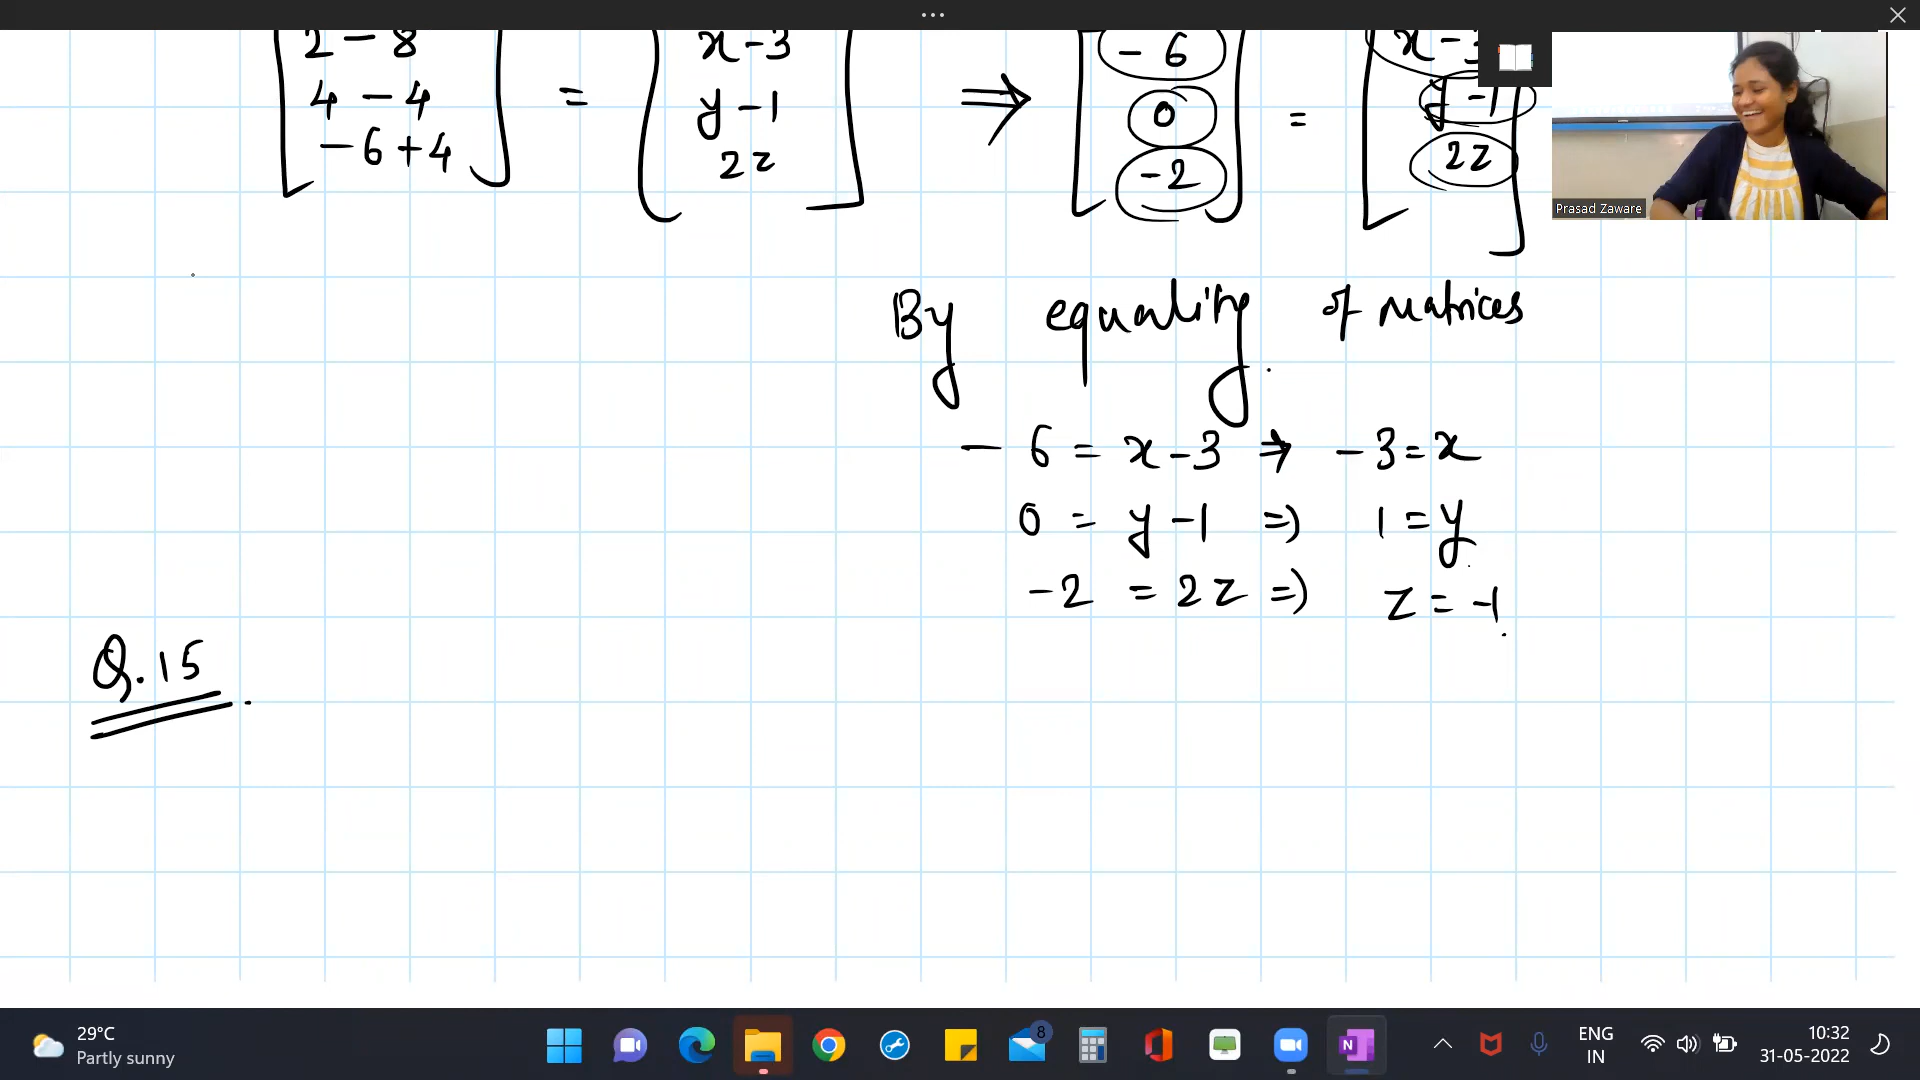 2 - 8
4 - 4
-6 + 4
=
x - 3
y - 1
2z
⇒
- 6
0
- 2
=
x - 3
y - 1
2z
Prasad Zaware
By equality of matrices
- 6 = x - 3 ⇒ - 3 = x
0 = y - 1 ⇒ 1 = y
- 2 = 2z ⇒ z = -1
Q.15
29°C
Partly sunny
8
N
ENG
IN
10:32
31-05-2022